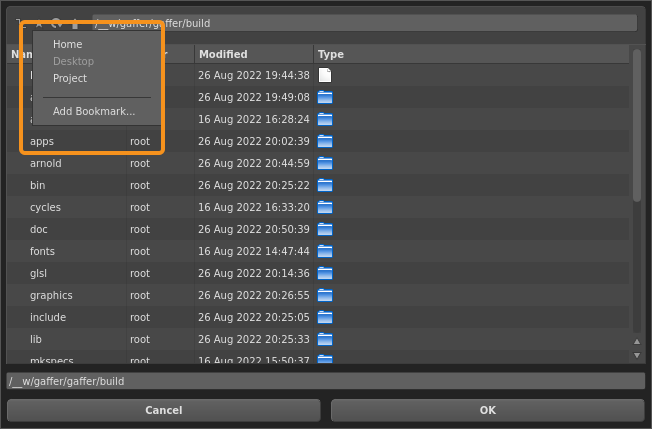 /__w/gaffer/gaffer/build
Modified Type
Home
Desktop
Project
Add Bookmark...
26 Aug 2022 19:44:38
26 Aug 2022 19:49:08
16 Aug 2022 16:28:24
apps root 26 Aug 2022 20:02:39
arnold root 26 Aug 2022 20:44:59
bin root 26 Aug 2022 20:25:22
cycles root 16 Aug 2022 16:33:20
doc root 26 Aug 2022 20:50:39
fonts root 16 Aug 2022 14:47:44
glsl root 26 Aug 2022 20:14:36
graphics root 26 Aug 2022 20:26:55
include root 26 Aug 2022 20:25:05
lib root 26 Aug 2022 20:25:33
mkspecs root 16 Aug 2022 15:50:37
/__w/gaffer/gaffer/build
Cancel OK